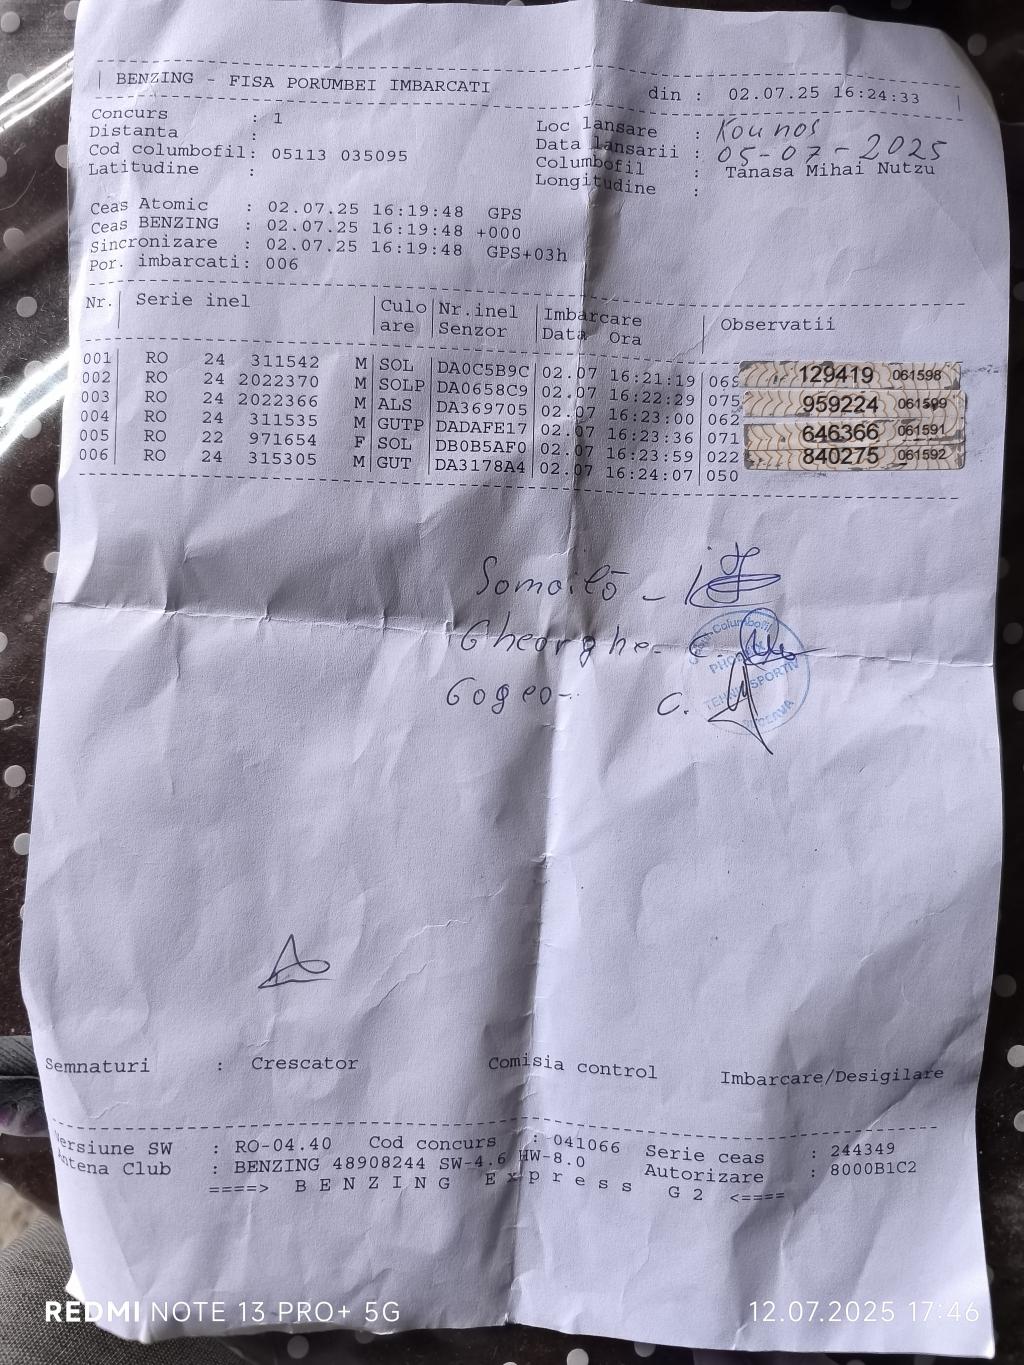 BENZING - FISA PORUMBEI IMBARCATI din : 02.07.25 16:24:33
Concurs : 1 Loc lansare : Kounos
Distanta : Data lansarii : 05-07-2025
Cod columbofil: 05113 035095 Columbofil : Tanasa Mihai Nutzu
Latitudine : Longitudine :
Ceas Atomic : 02.07.25 16:19:48 GPS
Ceas BENZING : 02.07.25 16:19:48 +000
Sincronizare : 02.07.25 16:19:48 GPS+03h
Por. imbarcati: 006
Nr. Serie inel Culo Nr.inel Imbarcare Observatii
are Senzor Data Ora
001 RO 24 311542 M SOL DA0C5B9C 02.07 16:21:19 129419 061598
002 RO 24 2022370 M SOLP DA0658C9 02.07 16:22:29 075 959224 061599
003 RO 24 2022366 M ALS DA369705 02.07 16:23:00 062 646366 061591
004 RO 24 311535 M GUTP DADAFE17 02.07 16:23:36 071 840275 061592
005 RO 22 971654 F SOL DB0B5AF0 02.07 16:23:59 022
006 RO 24 315305 M GUT DA3178A4 02.07 16:24:07 050
Gheorghe
C.
Semnaturi : Crescator Comisia control Imbarcare/Desigilare
Versiune SW : RO-04.40 Cod concurs : 041066 Serie ceas : 244349
Antena Club : BENZING 48908244 SW-4.6 HW-8.0 Autorizare : 8000B1C2
====> B E N Z I N G E x p r e s s G 2 <====
REDMI NOTE 13 PRO+ 5G 12.07.2025 17:46